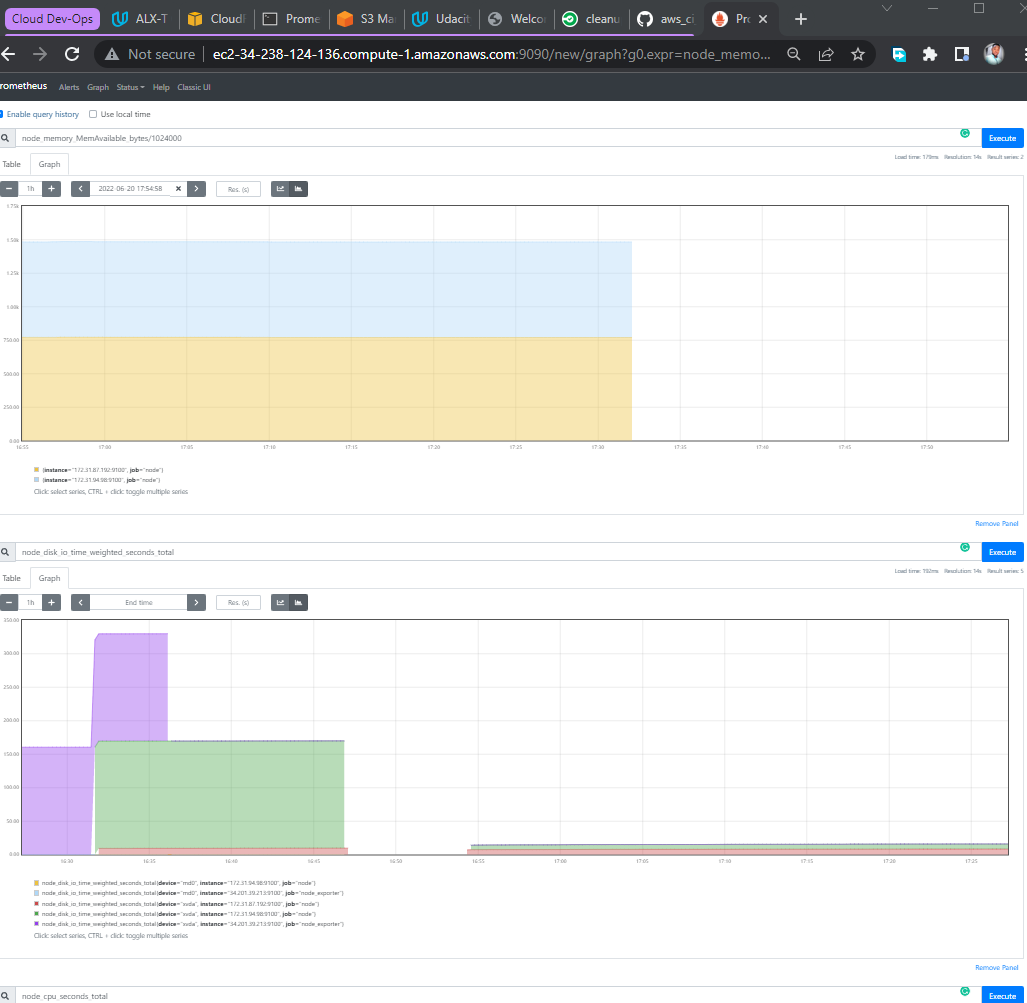 Cloud Dev-Ops ALX-T Cloudl Prome S3 Ma Udacit Welcor cleanu aws_ci Pro
Not secure ec2-34-238-124-136.compute-1.amazonaws.com:9090/new/graph?g0.expr=node_memo...
rometheus Alerts Graph Status Help Classic UI
Enable query history Use local time
node_memory_MemAvailable_bytes/1024000 Execute
Load time: 179ms Resolution: 14s Result series: 2
Table Graph
1h 2022-06-20 17:54:58 Res. (s)
1.75k
1.50k
1.25k
1.00k
750.00
500.00
250.00
0.00
16:55 17:00 17:05 17:10 17:15 17:20 17:25 17:30 17:35 17:40 17:45 17:50
{instance="172.31.87.192:9100", job="node"}
{instance="172.31.94.98:9100", job="node"}
Click: select series, CTRL + click: toggle multiple series
Remove Panel
node_disk_io_time_weighted_seconds_total Execute
Load time: 192ms Resolution: 14s Result series: 5
Table Graph
1h End time Res. (s)
350.00
300.00
250.00
200.00
150.00
100.00
50.00
0.00
16:30 16:35 16:40 16:45 16:50 16:55 17:00 17:05 17:10 17:15 17:20 17:25
node_disk_io_time_weighted_seconds_total{device="md0", instance="172.31.94.98:9100", job="node"}
node_disk_io_time_weighted_seconds_total{device="md0", instance="34.201.39.213:9100", job="node_exporter"}
node_disk_io_time_weighted_seconds_total{device="xvda", instance="172.31.87.192:9100", job="node"}
node_disk_io_time_weighted_seconds_total{device="xvda", instance="172.31.94.98:9100", job="node"}
node_disk_io_time_weighted_seconds_total{device="xvda", instance="34.201.39.213:9100", job="node_exporter"}
Click: select series, CTRL + click: toggle multiple series
Remove Panel
node_cpu_seconds_total Execute